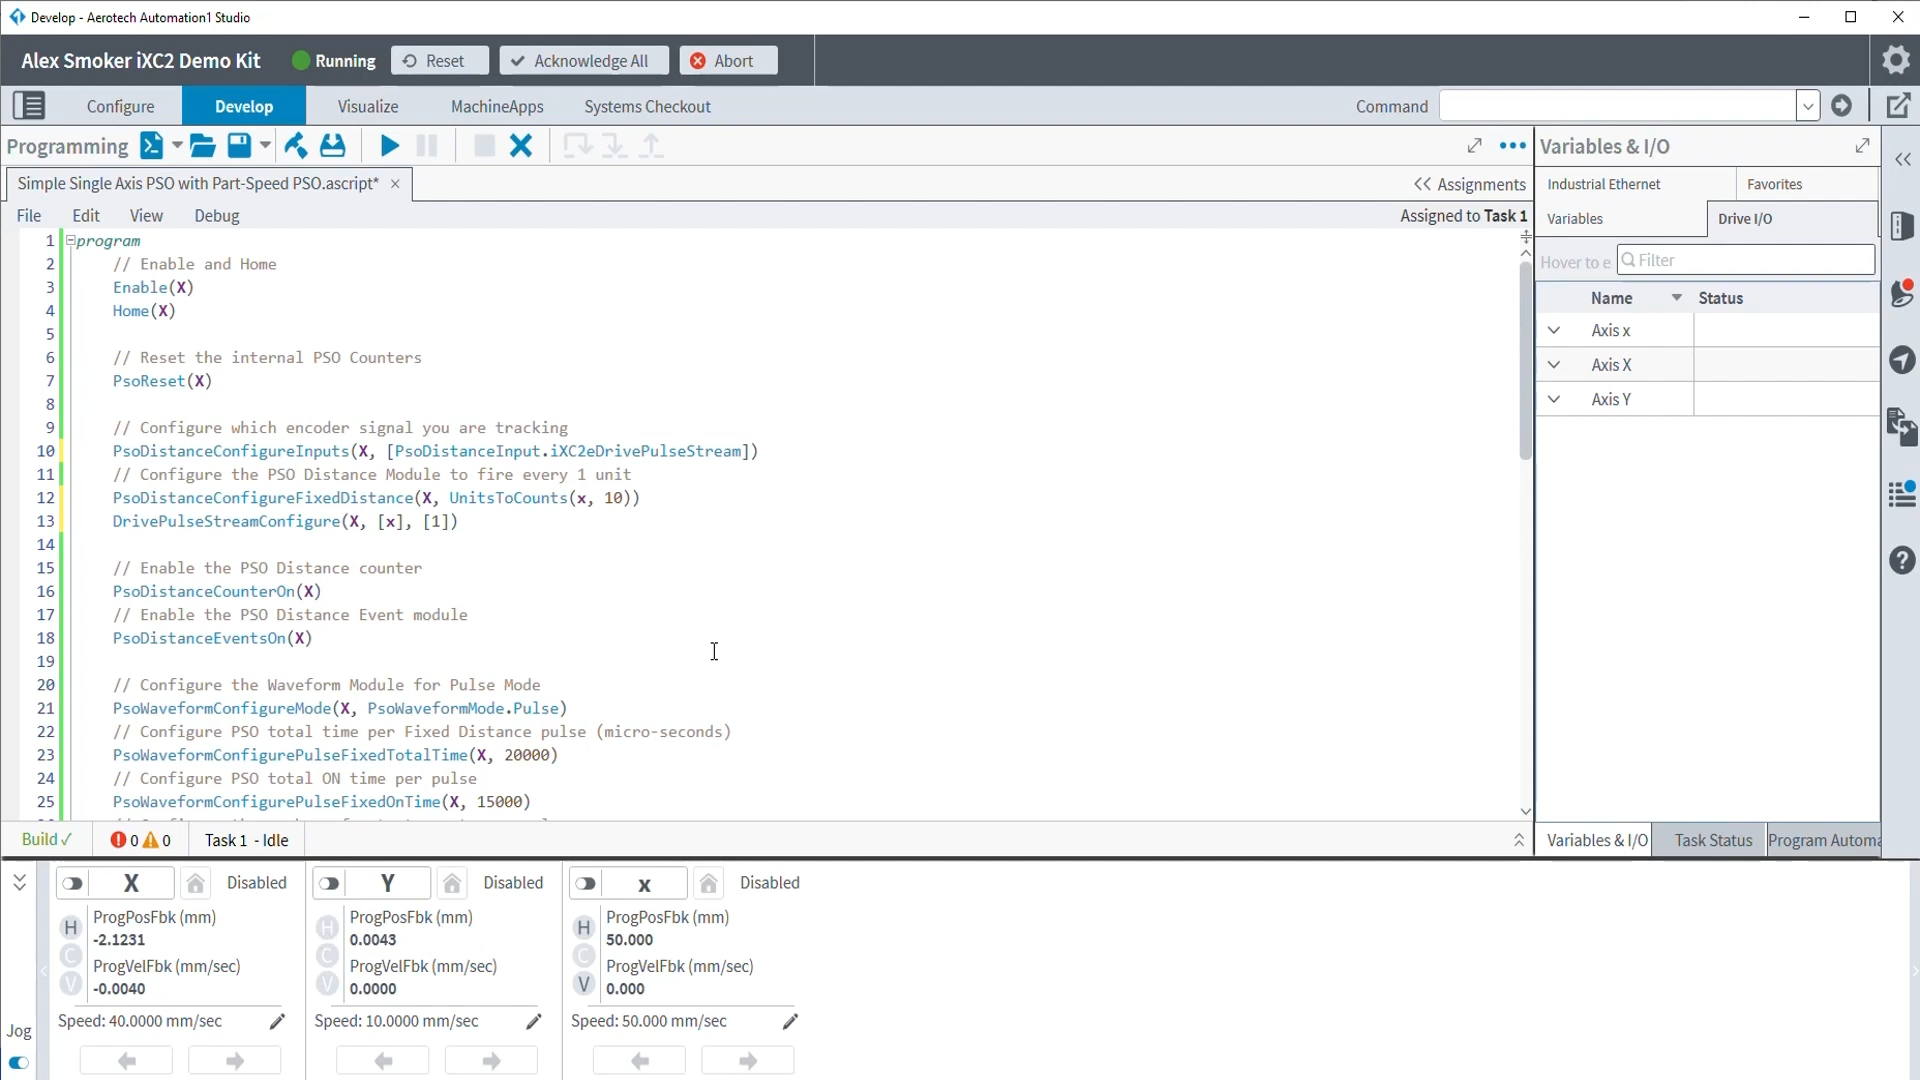 Develop - Aerotech Automation1 Studio
Alex Smoker iXC2 Demo Kit
Running
Reset
Acknowledge All
Abort
Configure
Develop
Visualize
MachineApps
Systems Checkout
Command
Programming
Simple Single Axis PSO with Part-Speed PSO.ascript*
Assignments
File
Edit
View
Debug
Assigned to Task 1
1 program
2 // Enable and Home
3 Enable(X)
4 Home(X)
5
6 // Reset the internal PSO Counters
7 PsoReset(X)
8
9 // Configure which encoder signal you are tracking
10 PsoDistanceConfigureInputs(X, [PsoDistanceInput.iXC2eDrivePulseStream])
11 // Configure the PSO Distance Module to fire every 1 unit
12 PsoDistanceConfigureFixedDistance(X, UnitsToCounts(x, 10))
13 DrivePulseStreamConfigure(X, [x], [1])
14
15 // Enable the PSO Distance counter
16 PsoDistanceCounterOn(X)
17 // Enable the PSO Distance Event module
18 PsoDistanceEventsOn(X)
19
20 // Configure the Waveform Module for Pulse Mode
21 PsoWaveformConfigureMode(X, PsoWaveformMode.Pulse)
22 // Configure PSO total time per Fixed Distance pulse (micro-seconds)
23 PsoWaveformConfigurePulseFixedTotalTime(X, 20000)
24 // Configure PSO total ON time per pulse
25 PsoWaveformConfigurePulseFixedOnTime(X, 15000)
Variables & I/O
Industrial Ethernet
Favorites
Variables
Drive I/O
Hover to e
Filter
Name Status
Axis x
Axis X
Axis Y
Build✓
0 0
Task 1 - Idle
Variables & I/O
Task Status
Program Automa
X Disabled
H
C
V
ProgPosFbk (mm)
-2.1231
ProgVelFbk (mm/sec)
-0.0040
Speed: 40.0000 mm/sec
Y Disabled
H
C
V
ProgPosFbk (mm)
0.0043
ProgVelFbk (mm/sec)
0.0000
Speed: 10.0000 mm/sec
x Disabled
H
C
V
ProgPosFbk (mm)
50.000
ProgVelFbk (mm/sec)
0.000
Speed: 50.000 mm/sec
Jog